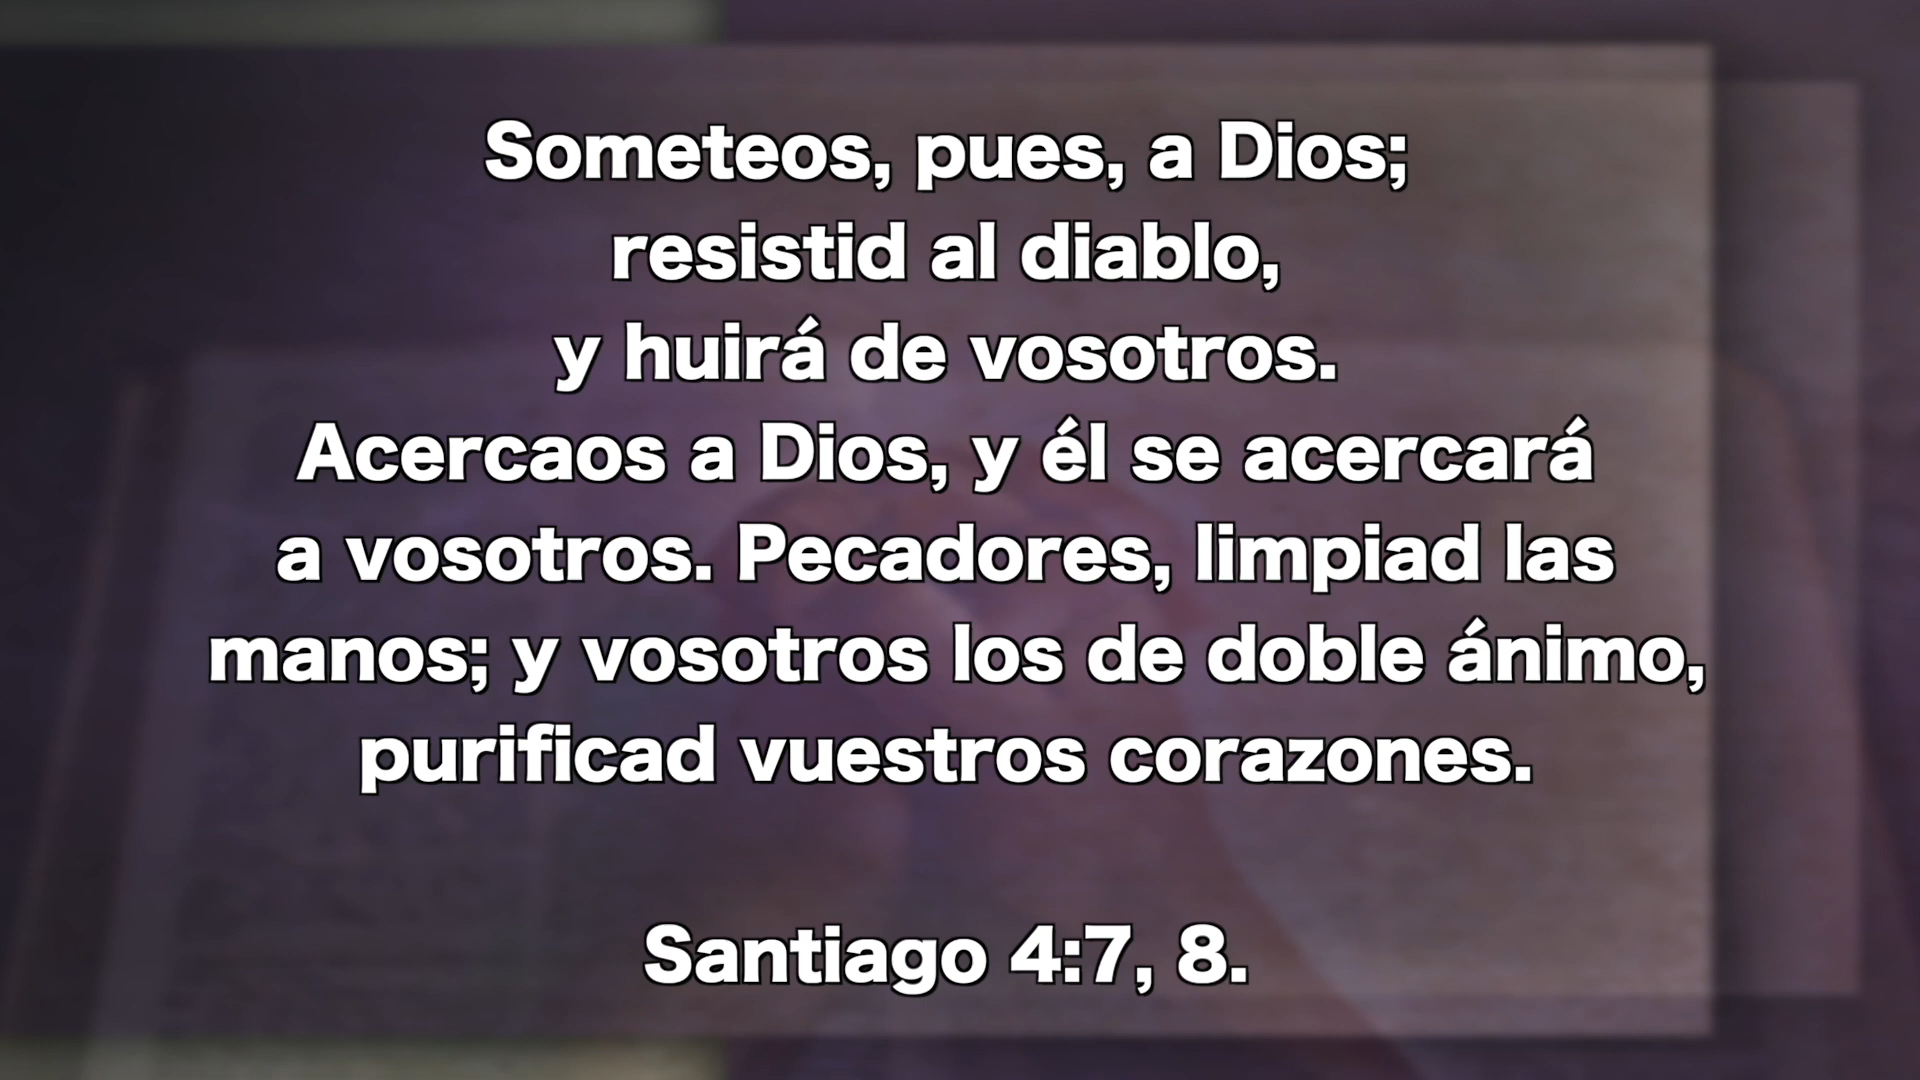 Someteos, pues, a Dios;
resistid al diablo,
y huirá de vosotros.
Acercaos a Dios, y él se acercará
a vosotros. Pecadores, limpiad las
manos; y vosotros los de doble ánimo,
purificad vuestros corazones.
Santiago 4:7, 8.